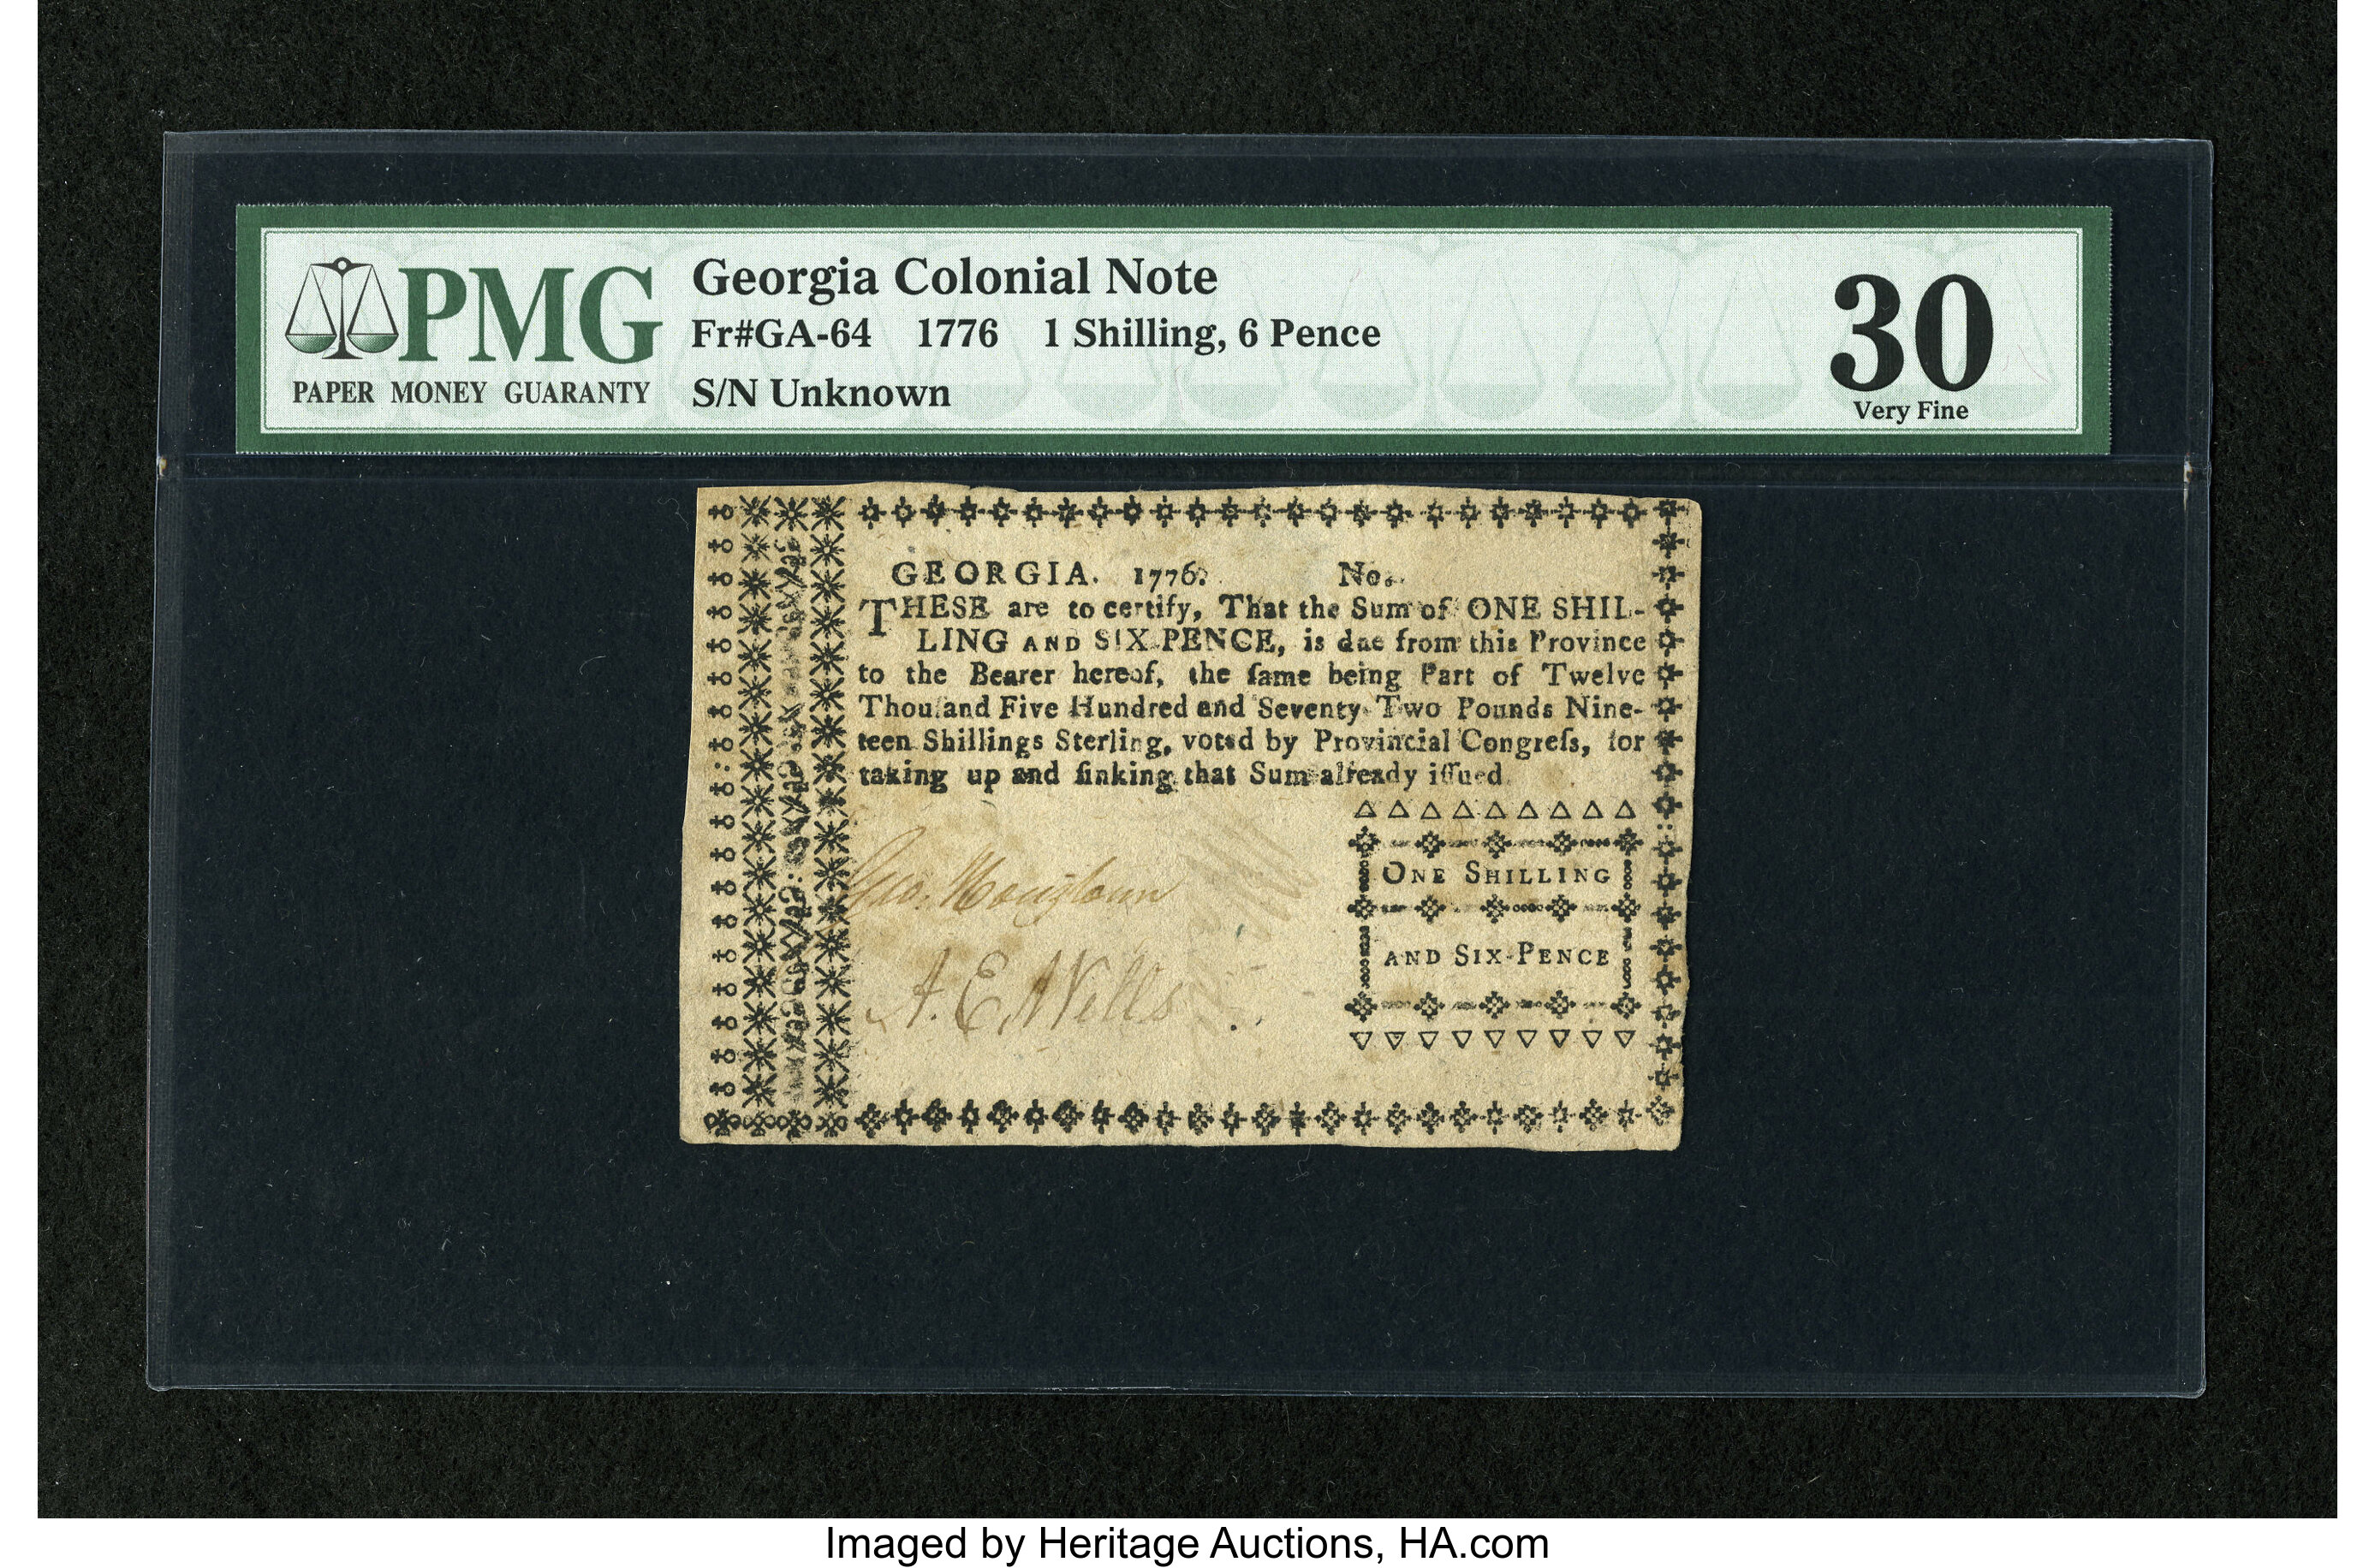 PMG
PAPER MONEY GUARANTY
Georgia Colonial Note
Fr#GA-64 1776 1 Shilling, 6 Pence
S/N Unknown
30
Very Fine
GEORGIA. 1776. No.
THESE are to certify, That the Sum of ONE SHIL-
LING AND SIX-PENCE, is due from this Province
to the Bearer hereof, the ſame being Part of Twelve
Thouſand Five Hundred and Seventy-Two Pounds Nine-
teen Shillings Sterling, voted by Provincial Congreſs, for
taking up and ſinking that Sum already iſſued.
Geo. Houstoun
A. E. Wells
ONE SHILLING
AND SIX-PENCE
Imaged by Heritage Auctions, HA.com